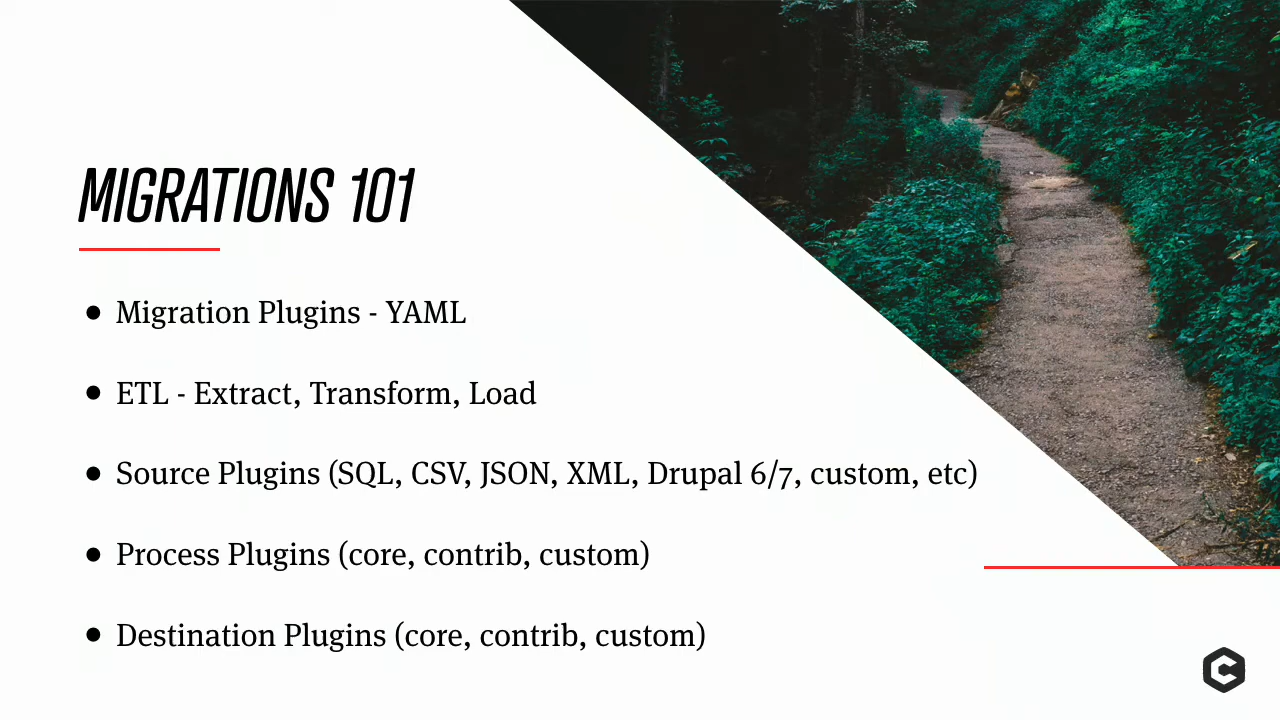 MIGRATIONS 101
● Migration Plugins - YAML
● ETL - Extract, Transform, Load
● Source Plugins (SQL, CSV, JSON, XML, Drupal 6/7, custom, etc)
● Process Plugins (core, contrib, custom)
● Destination Plugins (core, contrib, custom)